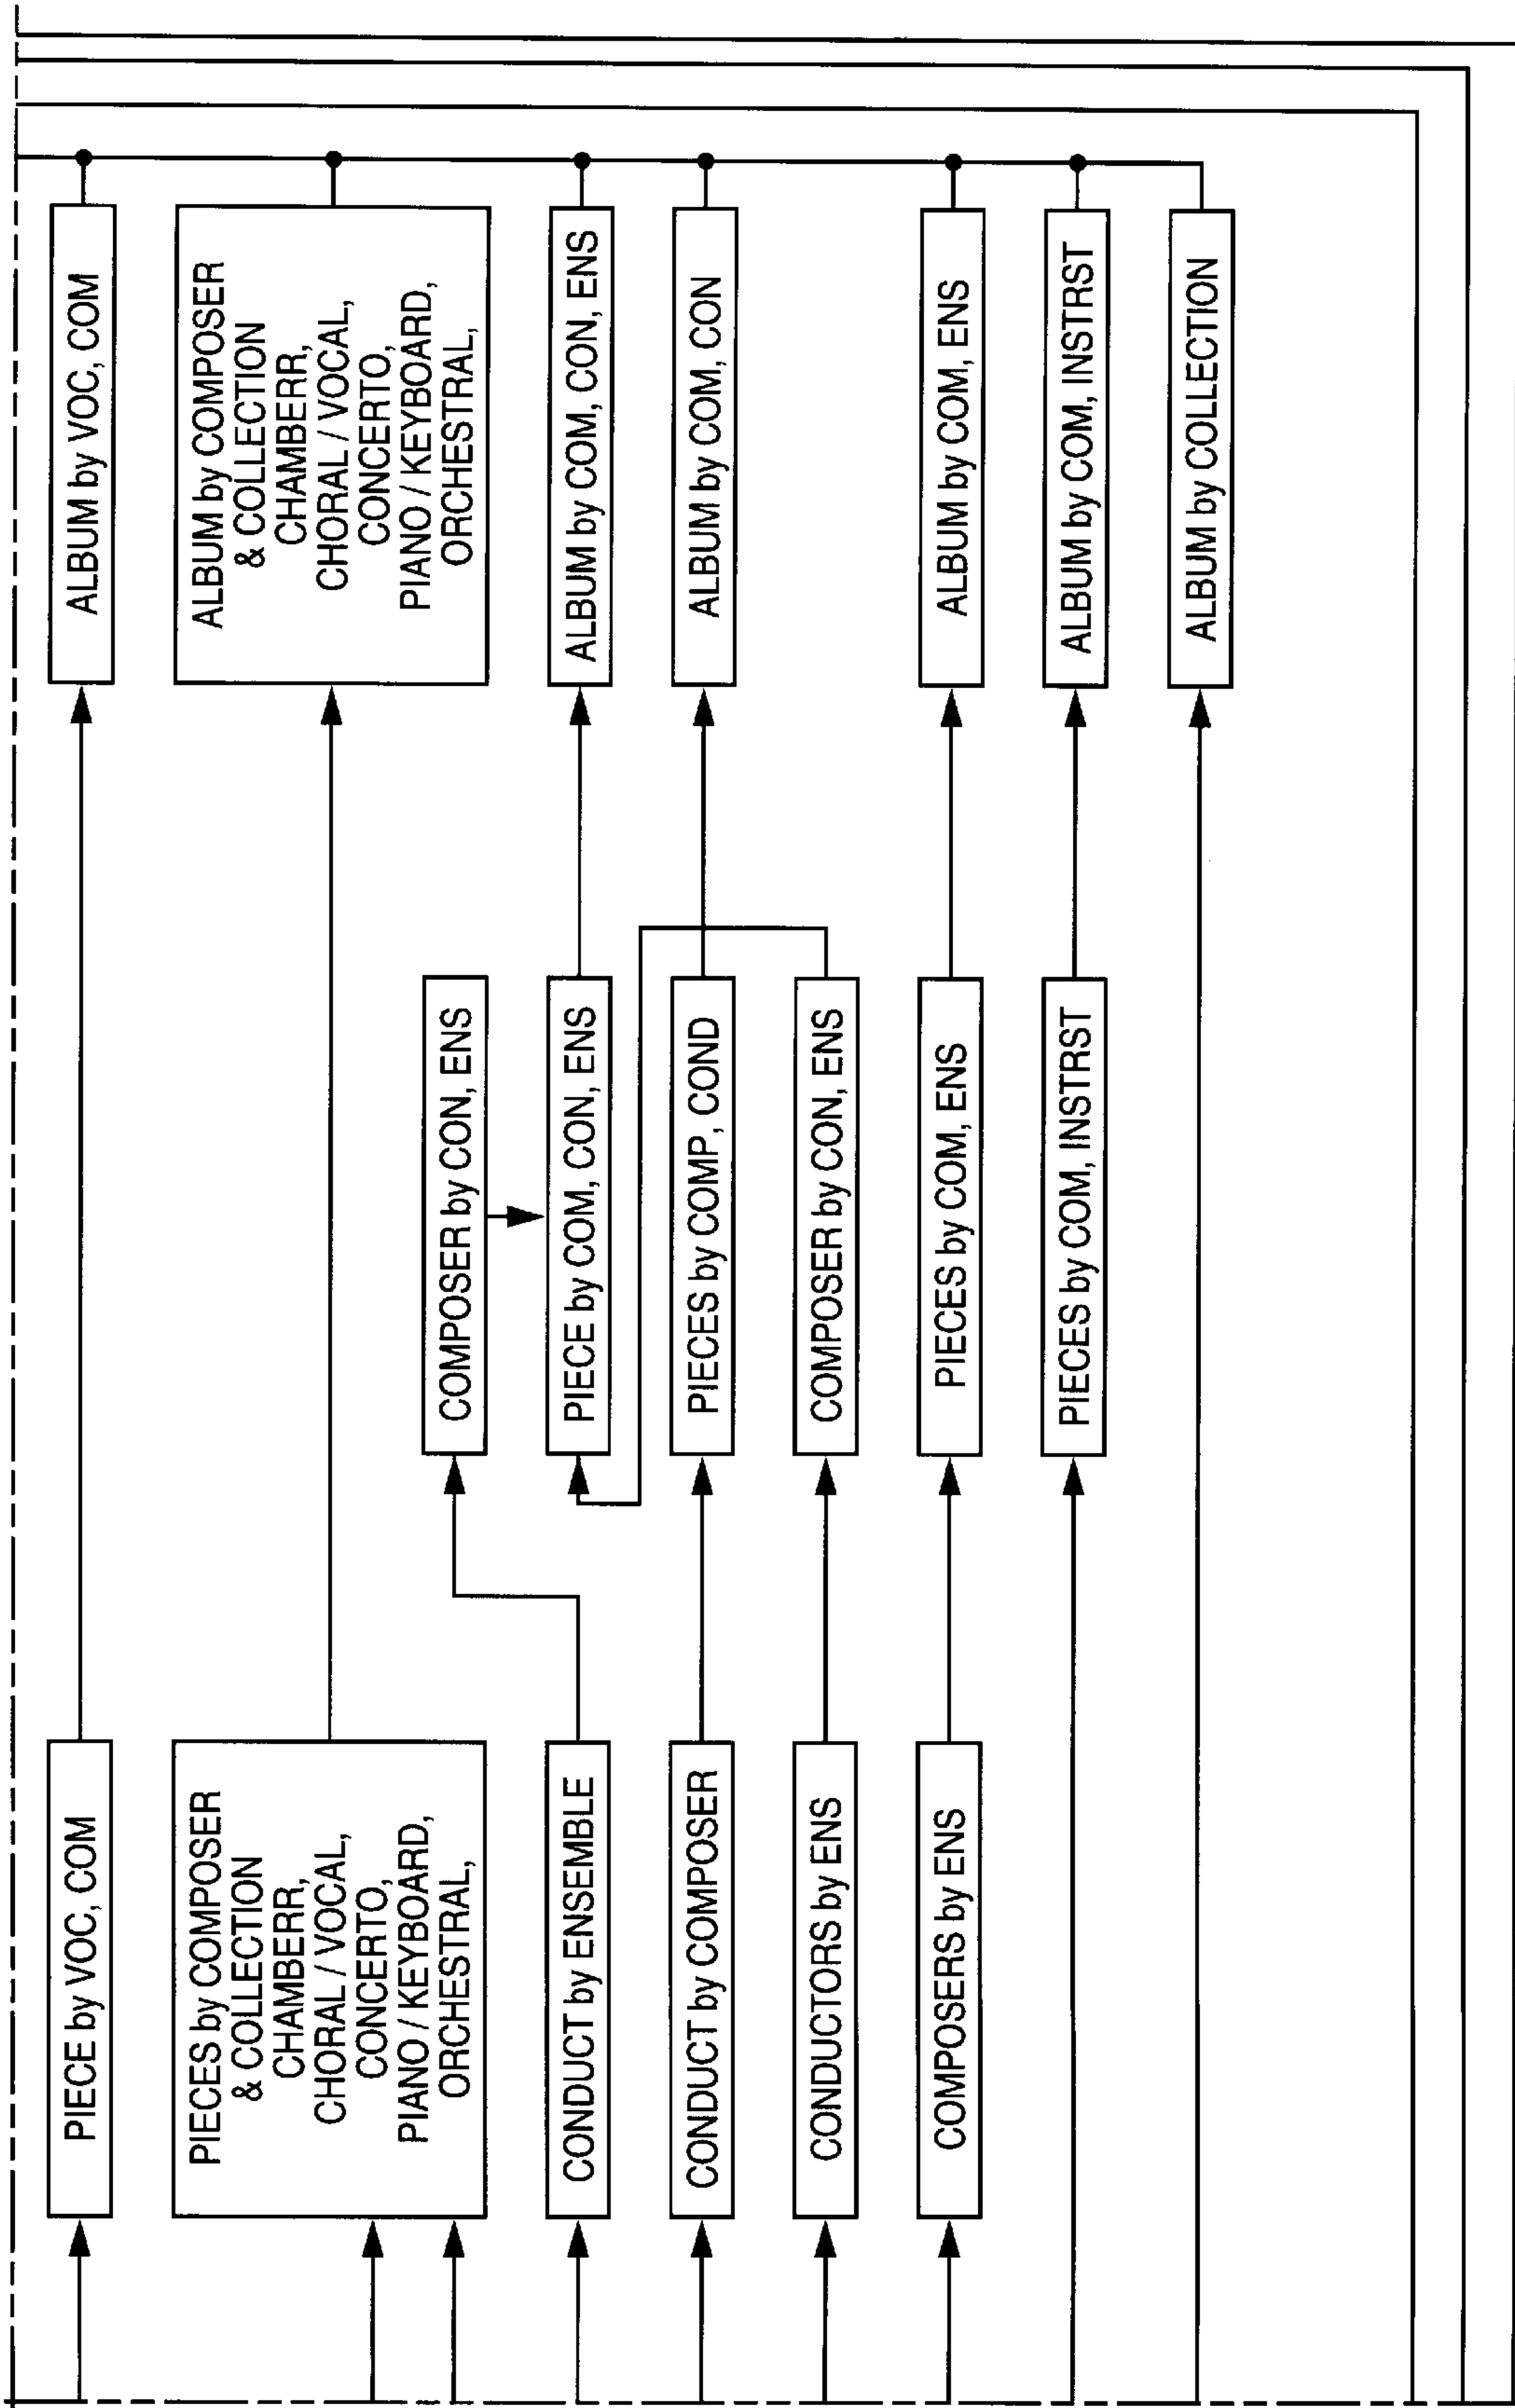 PIECE by VOC, COM
ALBUM by VOC, COM
PIECES by COMPOSER
& COLLECTION
CHAMBERR,
CHORAL / VOCAL,
CONCERTO,
PIANO / KEYBOARD,
ORCHESTRAL,
ALBUM by COMPOSER
& COLLECTION
CHAMBERR,
CHORAL / VOCAL,
CONCERTO,
PIANO / KEYBOARD,
ORCHESTRAL,
COMPOSER by CON, ENS
CONDUCT by ENSEMBLE
PIECE by COM, CON, ENS
ALBUM by COM, CON, ENS
CONDUCT by COMPOSER
PIECES by COMP, COND
ALBUM by COM, CON
CONDUCTORS by ENS
COMPOSER by CON, ENS
COMPOSERS by ENS
PIECES by COM, ENS
ALBUM by COM, ENS
PIECES by COM, INSTRST
ALBUM by COM, INSTRST
ALBUM by COLLECTION